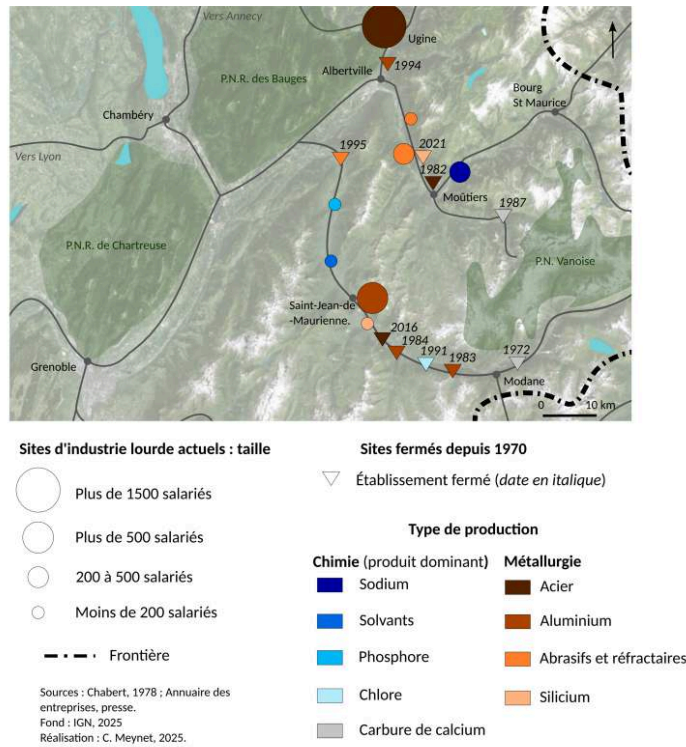 Vers Annecy
Ugine
1994
Albertville
P.N.R. des Bauges
Bourg
St Maurice
Chambéry
1995
2021
Vers Lyon
1982
Moûtiers
1987
P.N.R. de Chartreuse
P.N. Vanoise
Saint-Jean-de
-Maurienne.
2016
1984
1991
1983
1972
Grenoble
Modane
0 10 km
Sites d'industrie lourde actuels : taille
Plus de 1500 salariés
Plus de 500 salariés
200 à 500 salariés
Moins de 200 salariés
Frontière
Sources : Chabert, 1978 ; Annuaire des
entreprises, presse.
Fond : IGN, 2025
Réalisation : C. Meynet, 2025.
Sites fermés depuis 1970
Établissement fermé (date en italique)
Type de production
Chimie (produit dominant)
Sodium
Solvants
Phosphore
Chlore
Carbure de calcium
Métallurgie
Acier
Aluminium
Abrasifs et réfractaires
Silicium